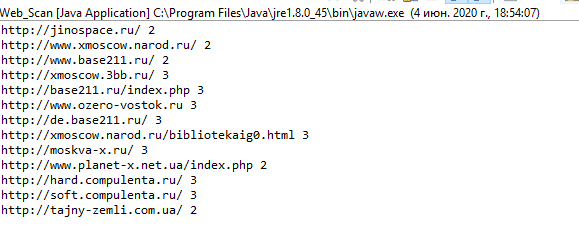 Web_Scan [Java Application] C:\Program Files\Java\jre1.8.0_45\bin\javaw.exe (4 июн. 2020 г., 18:54:07)
http://jinospace.ru/ 2
http://www.xmoscow.narod.ru/ 2
http://www.base211.ru/ 2
http://xmoscow.3bb.ru/ 3
http://base211.ru/index.php 3
http://www.ozero-vostok.ru 3
http://de.base211.ru/ 3
http://xmoscow.narod.ru/bibliotekaig0.html 3
http://moskva-x.ru/ 3
http://www.planet-x.net.ua/index.php 2
http://hard.compulenta.ru/ 3
http://soft.compulenta.ru/ 3
http://tajny-zemli.com.ua/ 2